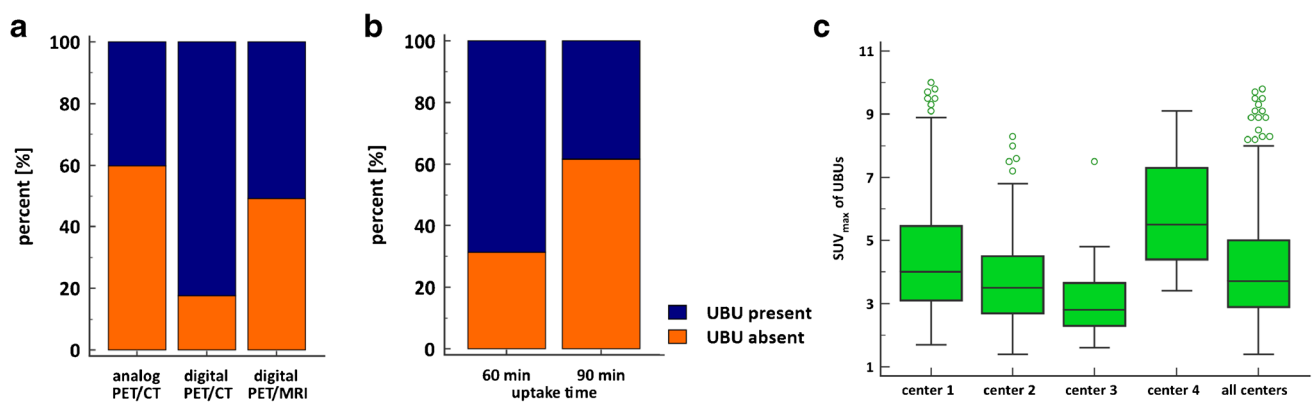 a
percent [%]
100
80
60
40
20
0
analog
PET/CT
digital
PET/CT
digital
PET/MRI
b
percent [%]
100
80
60
40
20
0
60 min
90 min
uptake time
UBU present
UBU absent
c
SUVmax of UBUs
11
9
7
5
3
1
center 1
center 2
center 3
center 4
all centers